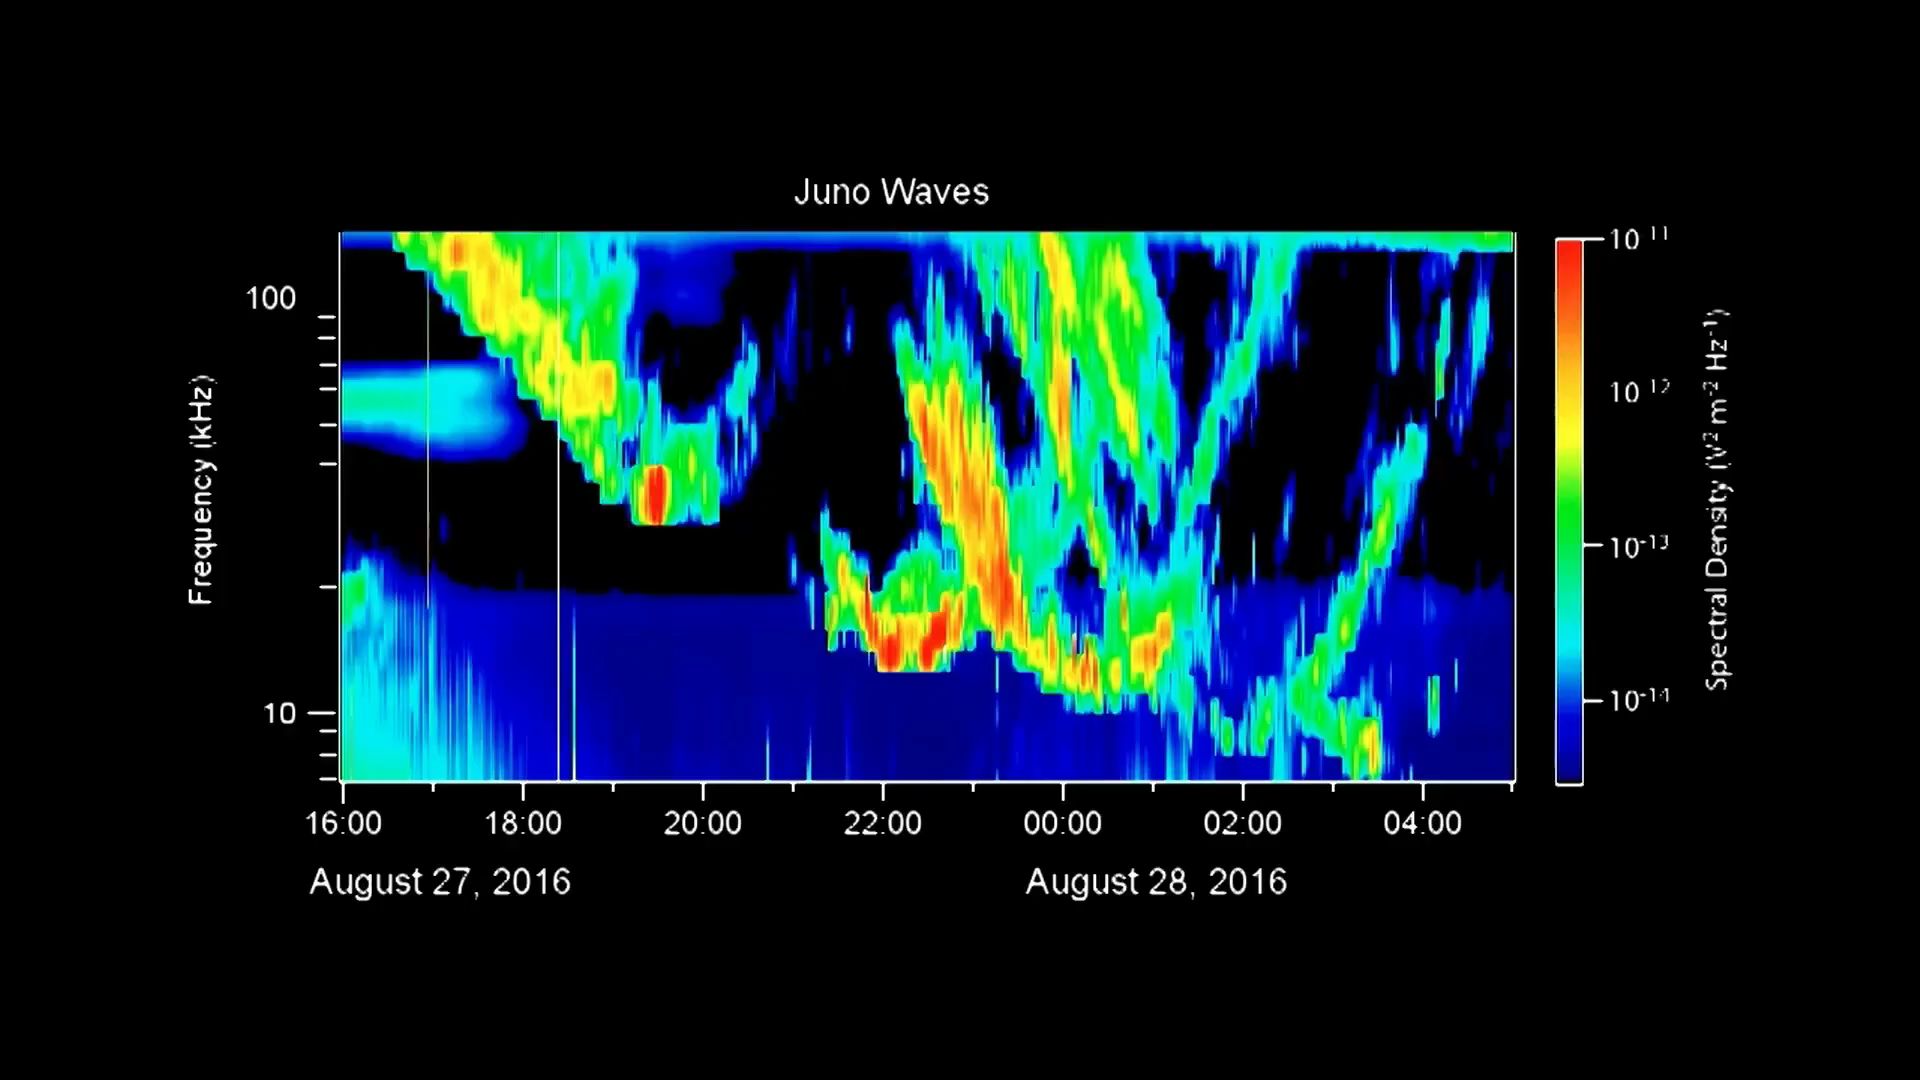 Juno Waves
100
10
Frequency (kHz)
16:00 18:00 20:00 22:00 00:00 02:00 04:00
August 27, 2016 August 28, 2016
10⁻¹¹
10⁻¹²
10⁻¹³
10⁻¹⁴
Spectral Density (V² m⁻² Hz⁻¹)